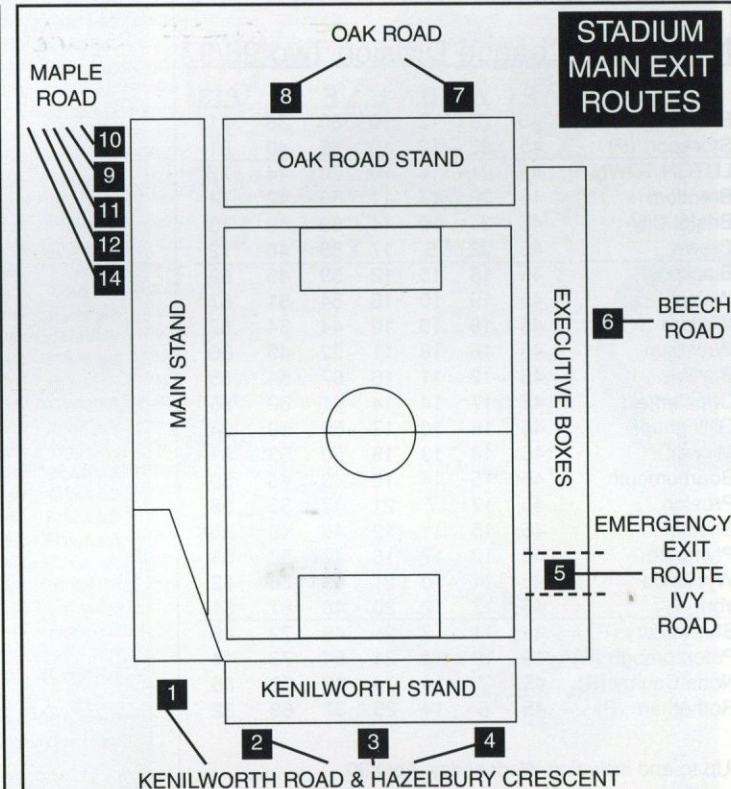 STADIUM
MAIN EXIT
ROUTES
OAK ROAD
MAPLE
ROAD
8
7
10
9
11
12
14
OAK ROAD STAND
MAIN STAND
EXECUTIVE BOXES
6
BEECH
ROAD
EMERGENCY
EXIT
ROUTE
IVY
ROAD
5
KENILWORTH STAND
1
2
3
4
KENILWORTH ROAD & HAZELBURY CRESCENT